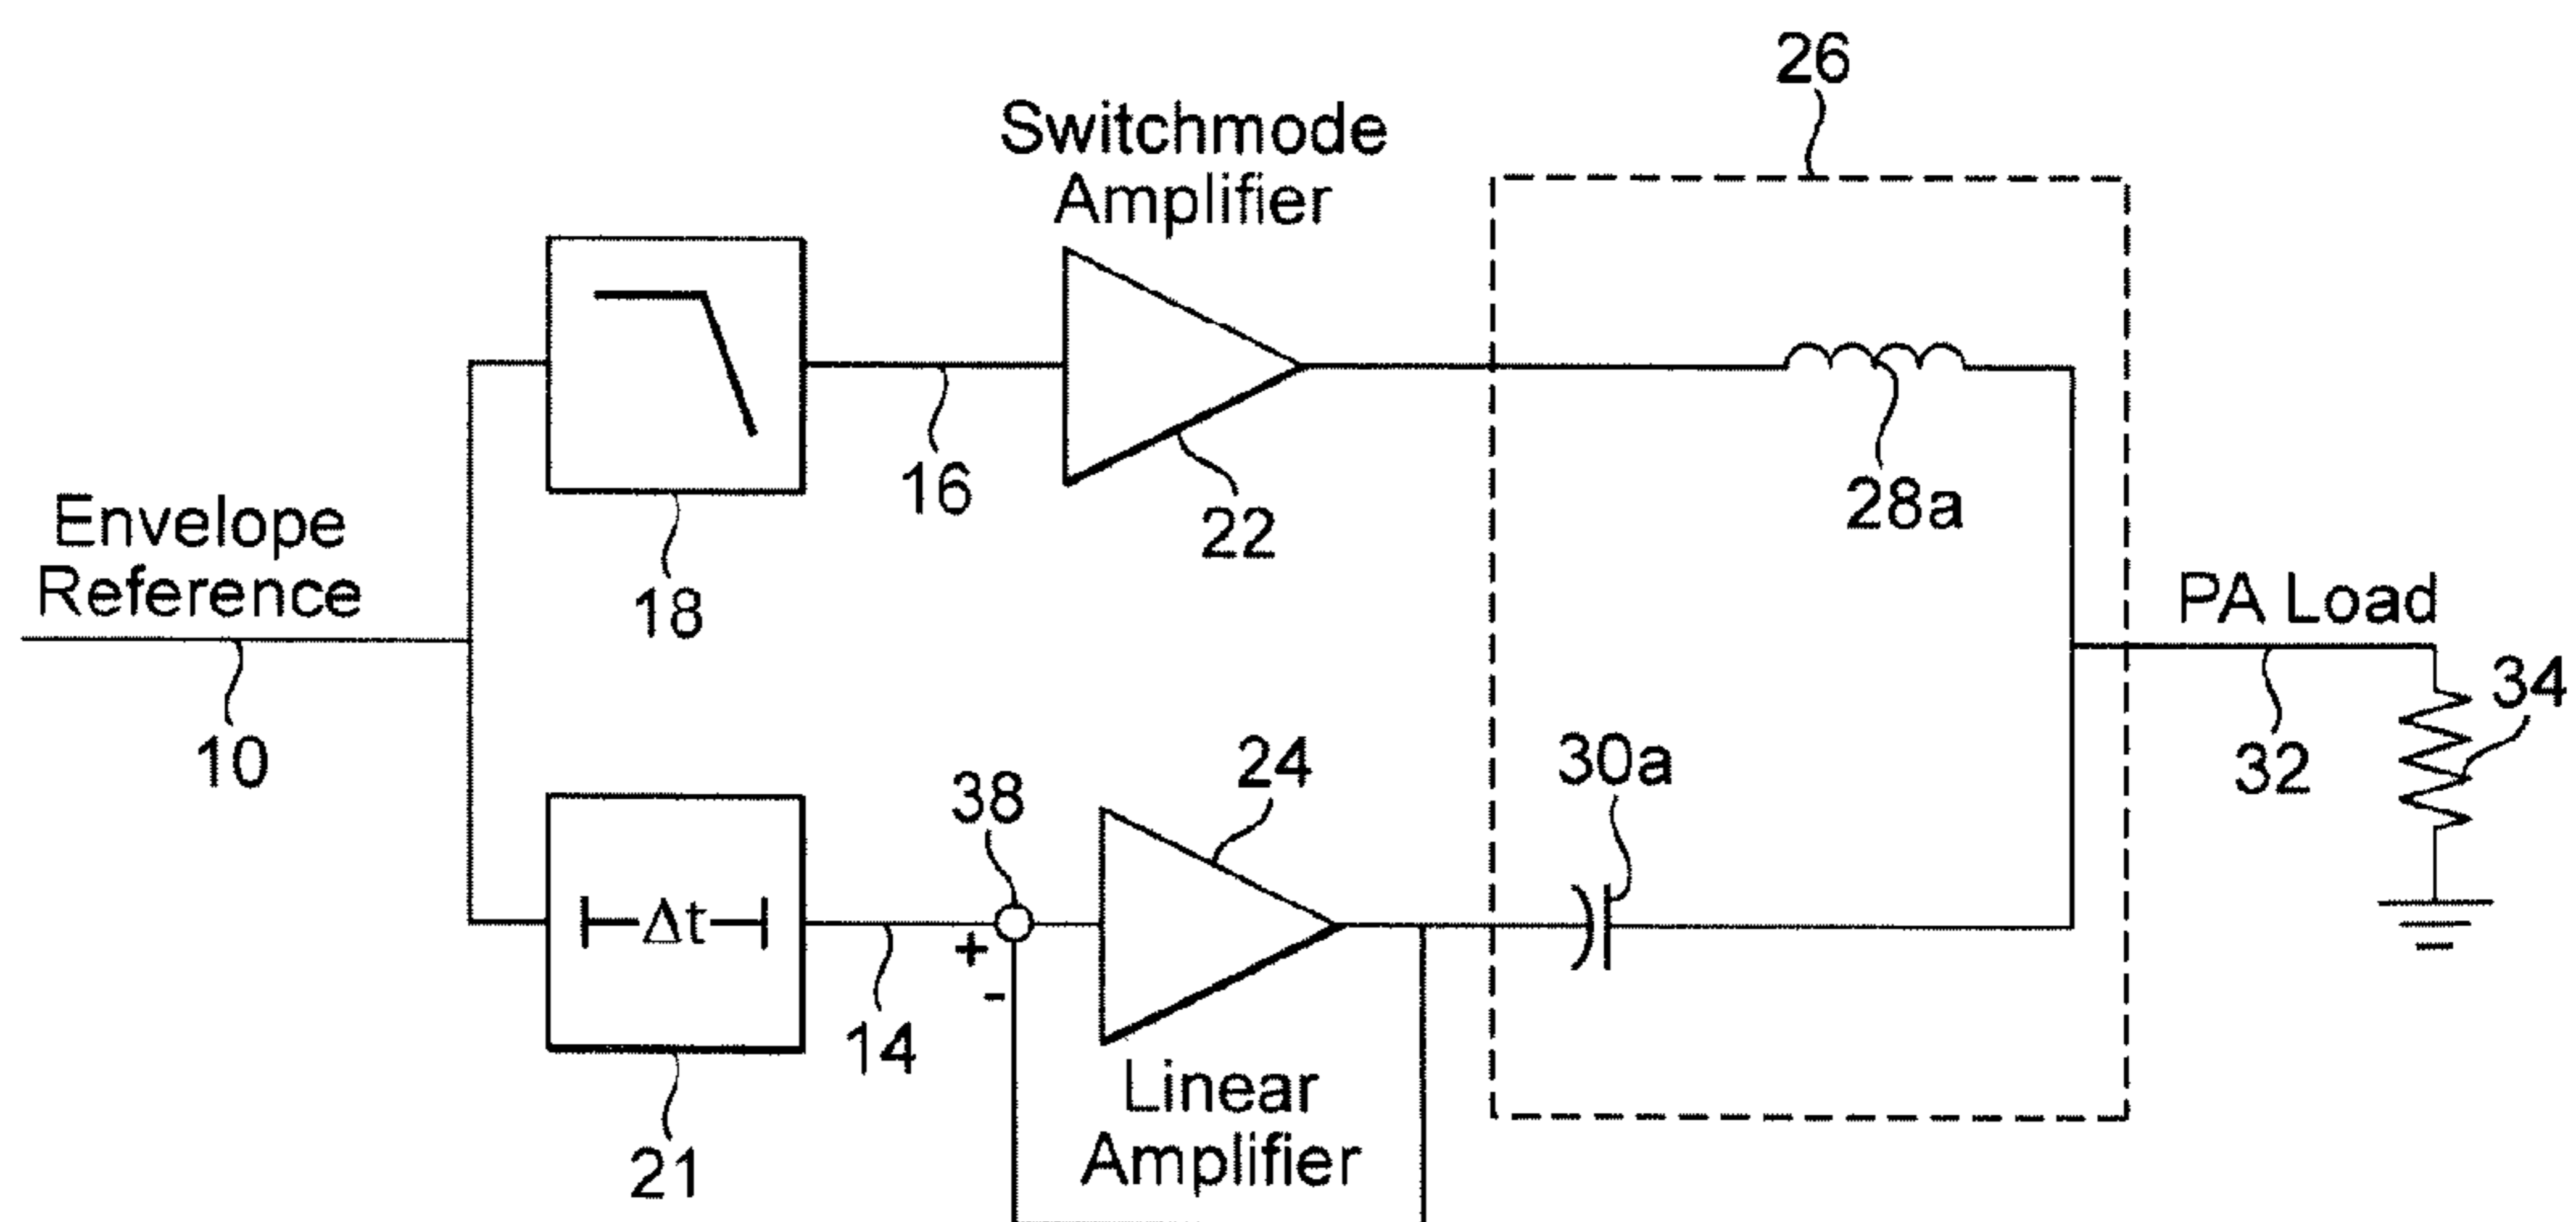 26
Switchmode
Amplifier
16
22
28a
Envelope
Reference
18
10
PA Load
34
32
38
24
30a
Δt
+
-
14
Linear
Amplifier
21